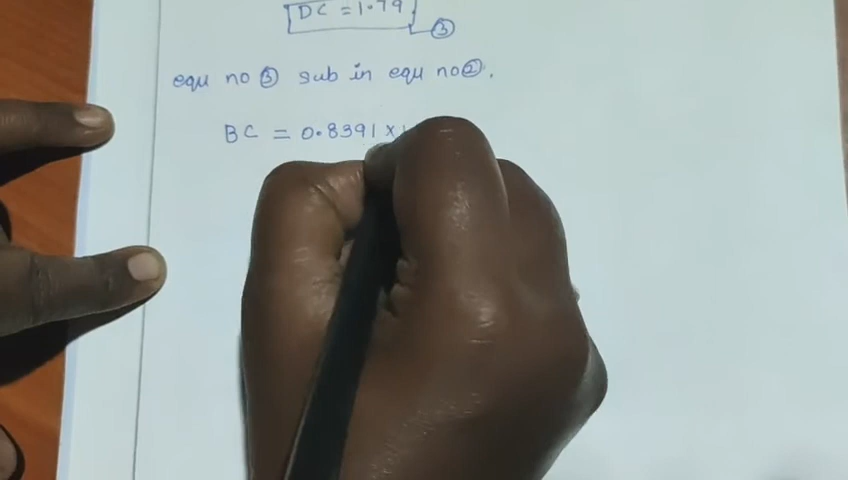 DC = 1.79
③
equ no ③ sub in equ no ②.
BC = 0.8391 ×